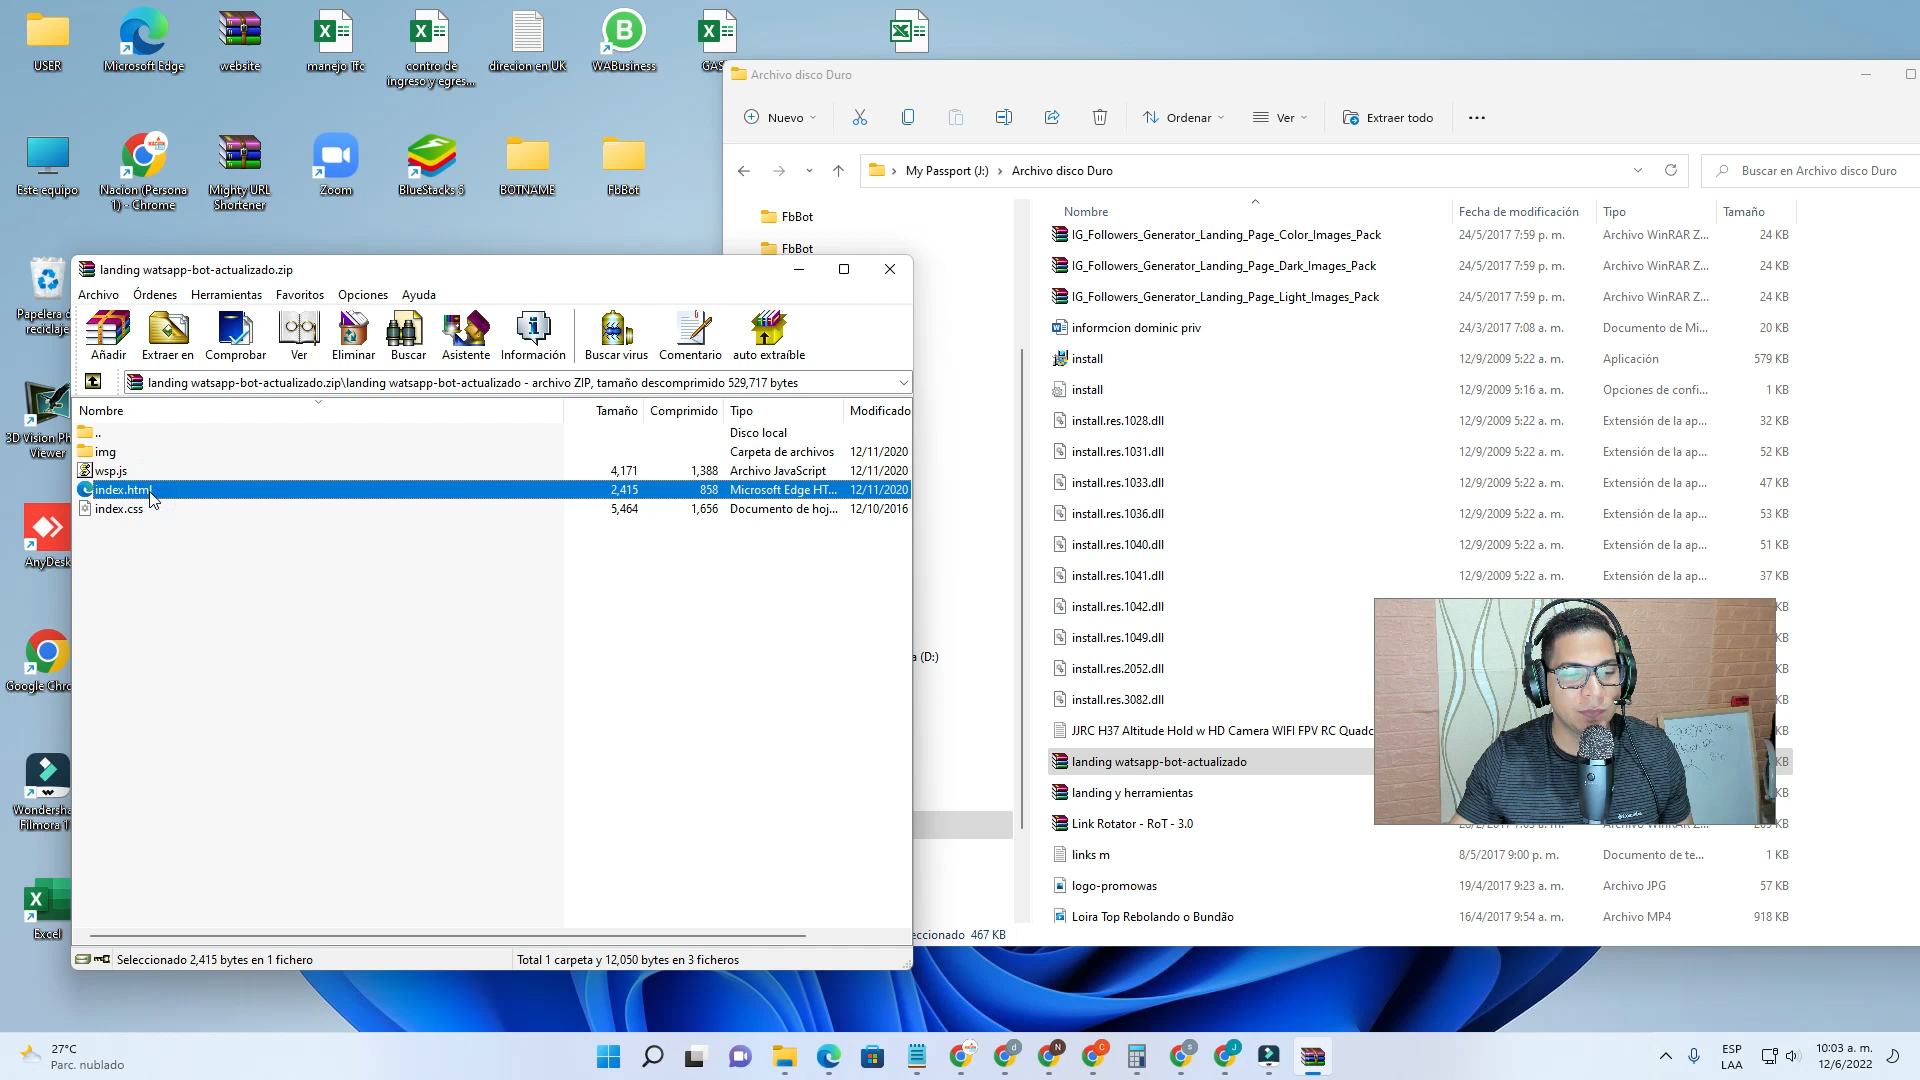 USER
Microsoft Edge
website
manejo Tfc
contro de
ingreso y egres...
direcion en UK
WABusiness
GAS
Este equipo
Nacion (Persona
1) - Chrome
Mighty URL
Shortener
Zoom
BlueStacks 5
BOTNAME
FbBot
Papelera d
reciclaje
3D Vision Ph
Viewer
AnyDesk
Google Chro
Wondersha
Filmora 1
Excel
Archivo disco Duro
Nuevo
Ordenar
Ver
Extraer todo
My Passport (J:)
Archivo disco Duro
Buscar en Archivo disco Duro
FbBot
FbBot
a (D:)
Nombre
Fecha de modificación
Tipo
Tamaño
IG_Followers_Generator_Landing_Page_Color_Images_Pack 24/5/2017 7:59 p. m. Archivo WinRAR Z... 24 KB
IG_Followers_Generator_Landing_Page_Dark_Images_Pack 24/5/2017 7:59 p. m. Archivo WinRAR Z... 24 KB
IG_Followers_Generator_Landing_Page_Light_Images_Pack 24/5/2017 7:59 p. m. Archivo WinRAR Z... 24 KB
informcion dominic priv 24/3/2017 7:08 a. m. Documento de Mi... 20 KB
install 12/9/2009 5:22 a. m. Aplicación 579 KB
install 12/9/2009 5:16 a. m. Opciones de confi... 1 KB
install.res.1028.dll 12/9/2009 5:22 a. m. Extensión de la ap... 32 KB
install.res.1031.dll 12/9/2009 5:22 a. m. Extensión de la ap... 52 KB
install.res.1033.dll 12/9/2009 5:22 a. m. Extensión de la ap... 47 KB
install.res.1036.dll 12/9/2009 5:22 a. m. Extensión de la ap... 53 KB
install.res.1040.dll 12/9/2009 5:22 a. m. Extensión de la ap... 51 KB
install.res.1041.dll 12/9/2009 5:22 a. m. Extensión de la ap... 37 KB
install.res.1042.dll KB
install.res.1049.dll KB
install.res.2052.dll KB
install.res.3082.dll KB
JJRC H37 Altitude Hold w HD Camera WIFI FPV RC Quadc KB
landing watsapp-bot-actualizado KB
landing y herramientas KB
Link Rotator - RoT - 3.0 KB
links m 8/5/2017 9:00 p. m. Documento de te... 1 KB
logo-promowas 19/4/2017 9:23 a. m. Archivo JPG 57 KB
Loira Top Rebolando o Bundão 16/4/2017 9:54 a. m. Archivo MP4 918 KB
eccionado 467 KB
landing watsapp-bot-actualizado.zip
Archivo Órdenes Herramientas Favoritos Opciones Ayuda
Añadir Extraer en Comprobar Ver Eliminar Buscar Asistente Información Buscar virus Comentario auto extraíble
landing watsapp-bot-actualizado.zip\landing watsapp-bot-actualizado - archivo ZIP, tamaño descomprimido 529,717 bytes
Nombre Tamaño Comprimido Tipo Modificado
.. Disco local
img Carpeta de archivos 12/11/2020
wsp.js 4,171 1,388 Archivo JavaScript 12/11/2020
index.html 2,415 858 Microsoft Edge HT... 12/11/2020
index.css 5,464 1,656 Documento de hoj... 12/10/2016
Seleccionado 2,415 bytes en 1 fichero
Total 1 carpeta y 12,050 bytes en 3 ficheros
27°C
Parc. nublado
ESP
LAA
10:03 a. m.
12/6/2022